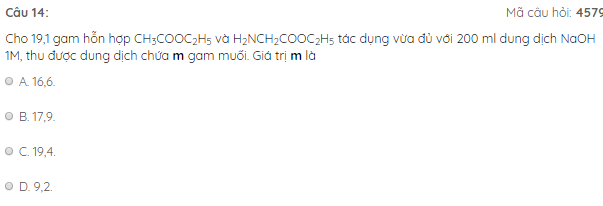 Câu 14: Mã câu hỏi: 4579
Cho 19,1 gam hỗn hợp CH₃COOC₂H₅ và H₂NCH₂COOC₂H₅ tác dụng vừa đủ với 200 ml dung dịch NaOH
1M, thu được dung dịch chứa m gam muối. Giá trị m là
A. 16,6.
B. 17,9.
C. 19,4.
D. 9,2.